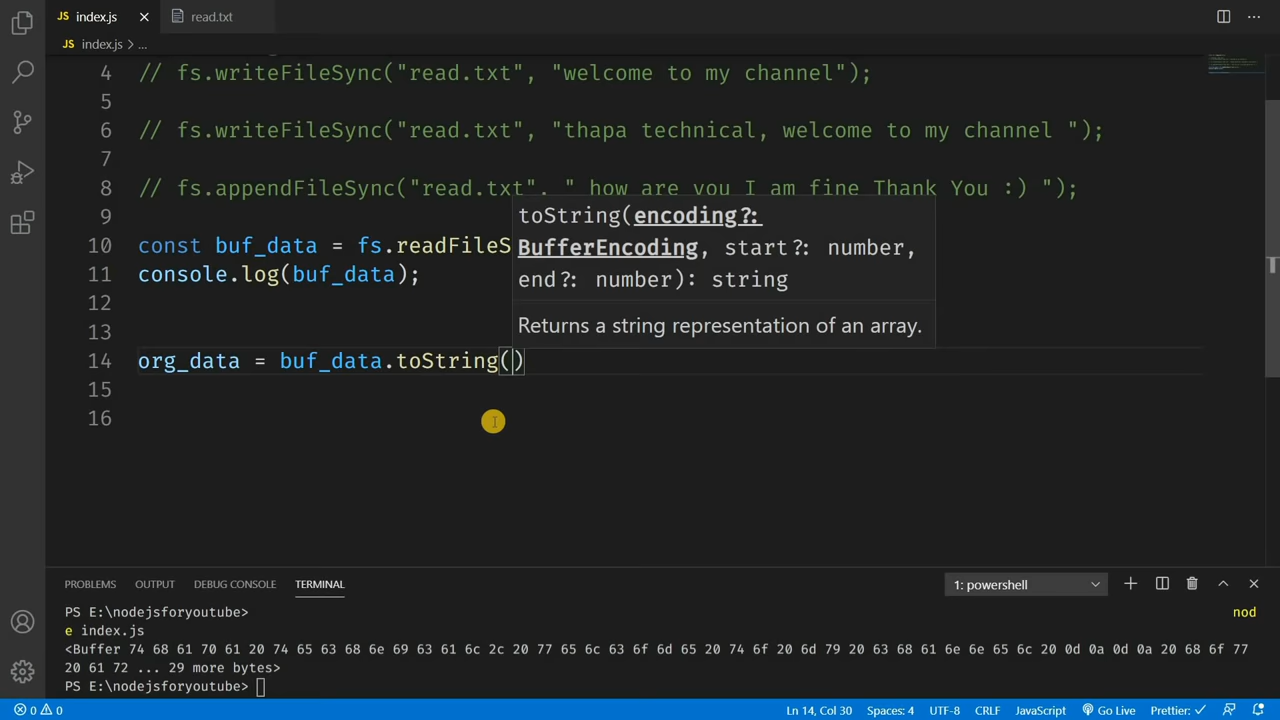 JS index.js
read.txt
JS index.js > ...
4 // fs.writeFileSync("read.txt", "welcome to my channel");
5
6 // fs.writeFileSync("read.txt", "thapa technical, welcome to my channel ");
7
8 // fs.appendFileSync("read.txt", " how are you I am fine Thank You :) ");
9
10 const buf_data = fs.readFileS
11 console.log(buf_data);
12
13
14 org_data = buf_data.toString()
15
16
toString(encoding?:
BufferEncoding, start?: number,
end?: number): string
Returns a string representation of an array.
PROBLEMS OUTPUT DEBUG CONSOLE TERMINAL 1: powershell
PS E:\nodejsforyoutube> nod
e index.js
<Buffer 74 68 61 70 61 20 74 65 63 68 6e 69 63 61 6c 2c 20 77 65 6c 63 6f 6d 65 20 74 6f 20 6d 79 20 63 68 61 6e 6e 65 6c 20 0d 0a 0d 0a 20 68 6f 77
20 61 72 ... 29 more bytes>
PS E:\nodejsforyoutube>
0 0 Ln 14, Col 30 Spaces: 4 UTF-8 CRLF JavaScript Go Live Prettier: